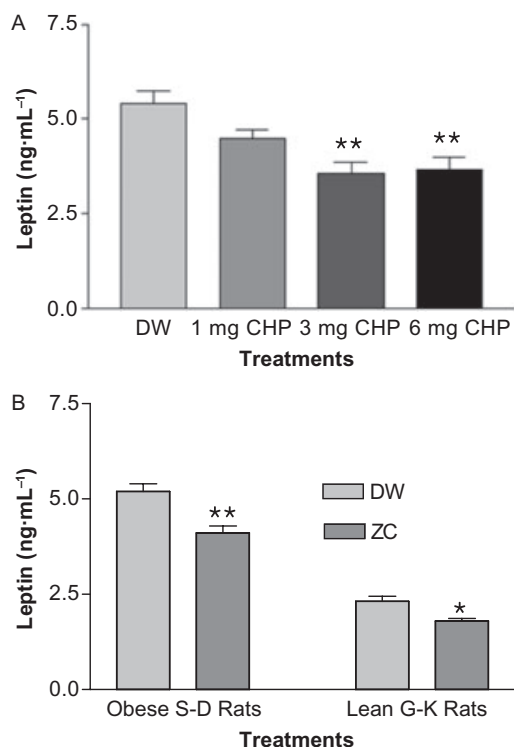 A
7.5
5.0
2.5
0.0
Leptin (ng·mL⁻¹)
** **
DW 1 mg CHP 3 mg CHP 6 mg CHP
Treatments
B
7.5
5.0
2.5
0.0
Leptin (ng·mL⁻¹)
**
DW
ZC
*
Obese S-D Rats Lean G-K Rats
Treatments